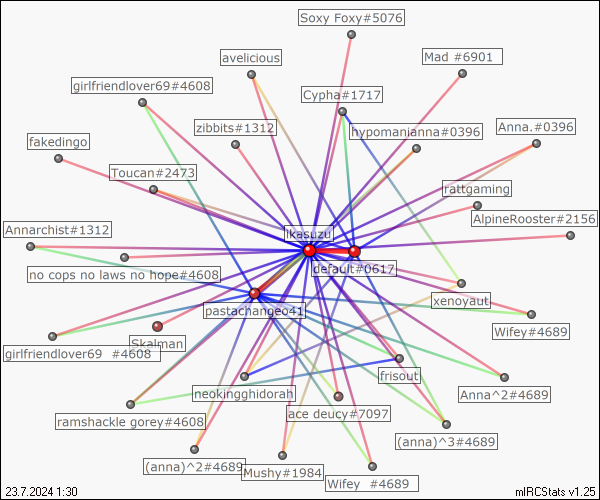 Soxy Foxy#5076
avelicious
Mad #6901
girlfriendlover69#4608
Cypha#1717
zibbits#1312
hypomanianna#0396
Anna.#0396
fakedingo
Toucan#2473
rattgaming
AlpineRooster#2156
Annarchist#1312
likasuzu
no cops no laws no hope#4608
default#0617
xenoyaut
pastachangeo41
Wifey#4689
Skalman
girlfriendlover69 #4608
frisout
neokingghidorah
Anna^2#4689
ramshackle gorey#4608
ace deucy#7097
(anna)^3#4689
(anna)^2#4689
Mushy#1984
Wifey #4689
23.7.2024 1:30
mIRCStats v1.25